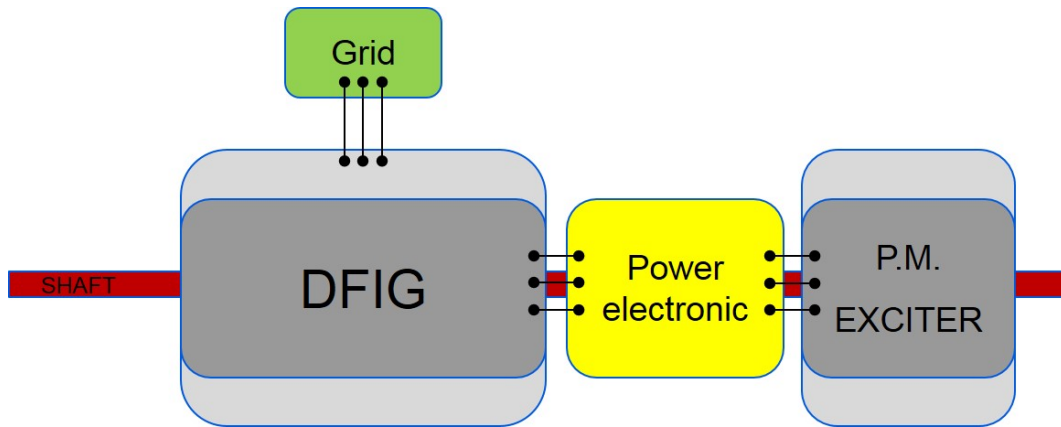 Grid
SHAFT
DFIG
Power
electronic
P.M.
EXCITER